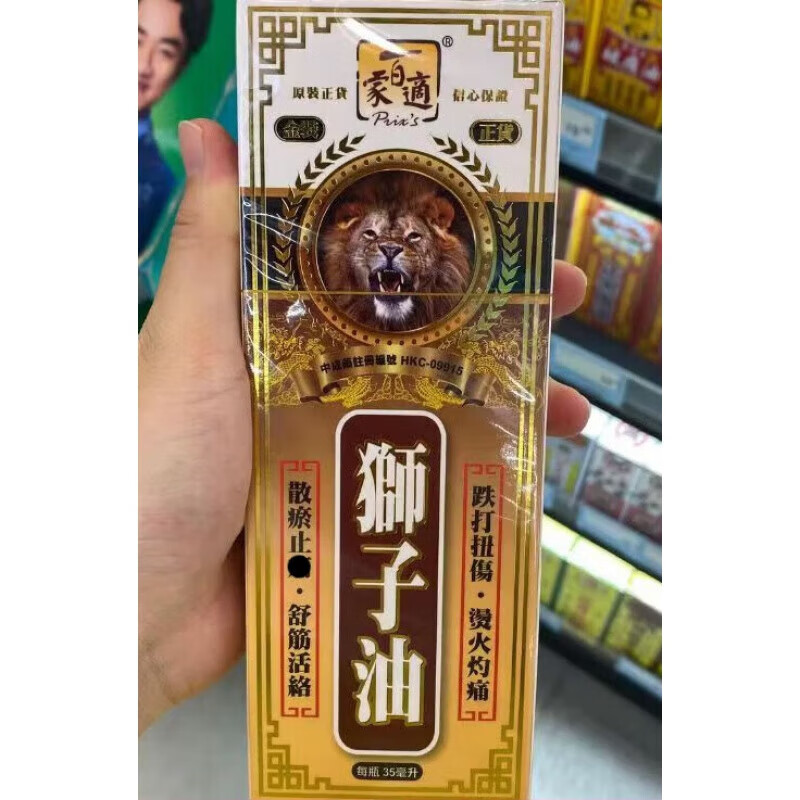 原裝正貨
蒙百適®
信心保證
Prix's
金裝
正貨
中成藥註冊編號 HKC-09915
獅子油
跌打扭傷・燙火灼痛
散瘀止・舒筋活絡
每瓶 35毫升